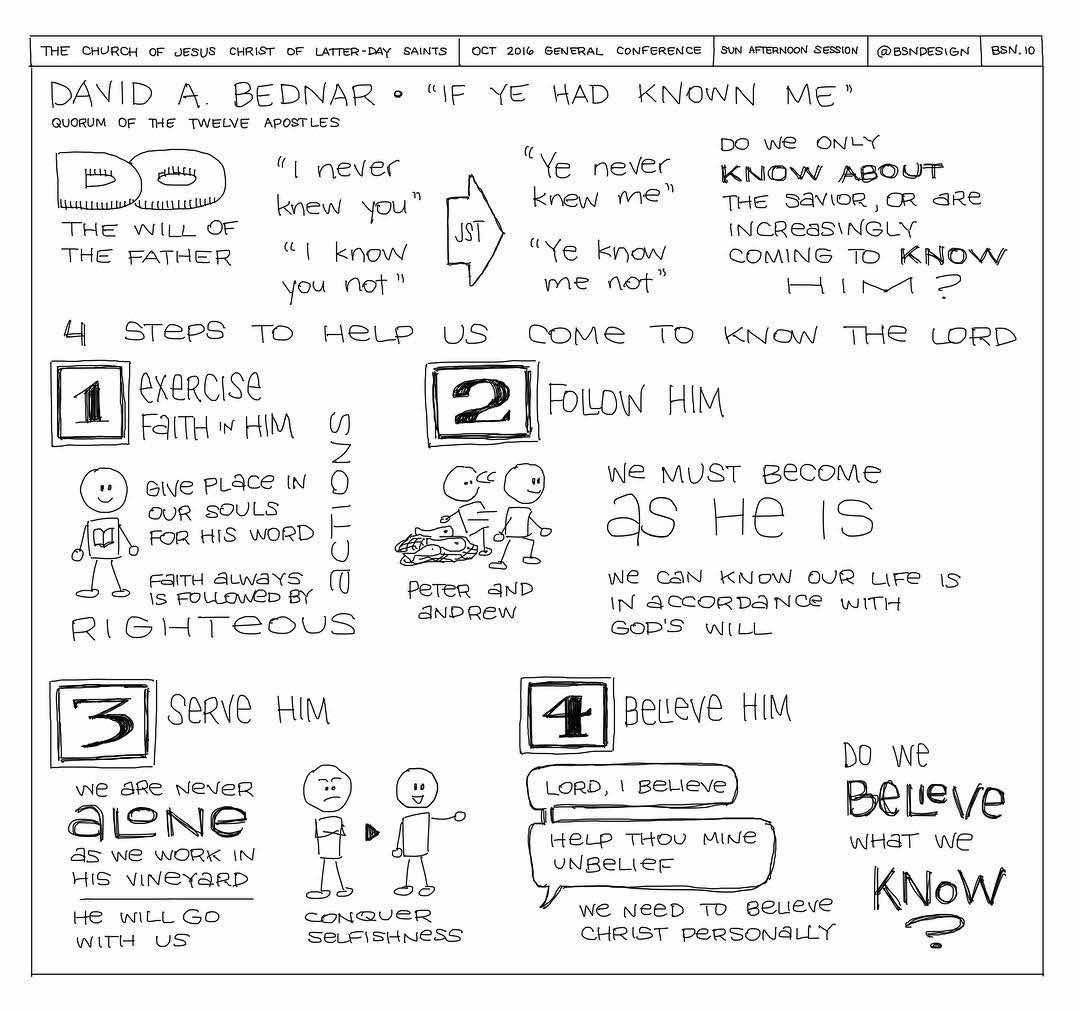 THE CHURCH OF JESUS CHRIST OF LATTER-DAY SAINTS
OCT 2016 GENERAL CONFERENCE
SUN AFTERNOON SESSION
@BSNDESIGN
BSN.10
DAVID A. BEDNAR • "IF YE HAD KNOWN ME"
QUORUM OF THE TWELVE APOSTLES
DO
THE WILL OF
THE FATHER
"I never
knew you"
"I know
you not"
JST
"Ye never
knew me"
"Ye know
me not"
DO WE ONLY
KNOW ABOUT
THE SAVIOR, OR ARE
INCREASINGLY
COMING TO KNOW
HIM?
4 STEPS TO HELP US COME TO KNOW THE LORD
1
EXERCISE
FAITH IN HIM
GIVE PLACE IN
OUR SOULS
FOR HIS WORD
FAITH ALWAYS
IS FOLLOWED BY
RIGHTEOUS
ACTIONS
2
FOLLOW HIM
PETER AND
ANDREW
WE MUST BECOME
AS HE IS
WE CAN KNOW OUR LIFE IS
IN ACCORDANCE WITH
GOD'S WILL
3
SERVE HIM
WE ARE NEVER
ALONE
AS WE WORK IN
HIS VINEYARD
HE WILL GO
WITH US
CONQUER
SELFISHNESS
4
BELIEVE HIM
LORD, I BELIEVE
HELP THOU MINE
UNBELIEF
WE NEED TO BELIEVE
CHRIST PERSONALLY
DO WE
BELIEVE
WHAT WE
KNOW
?